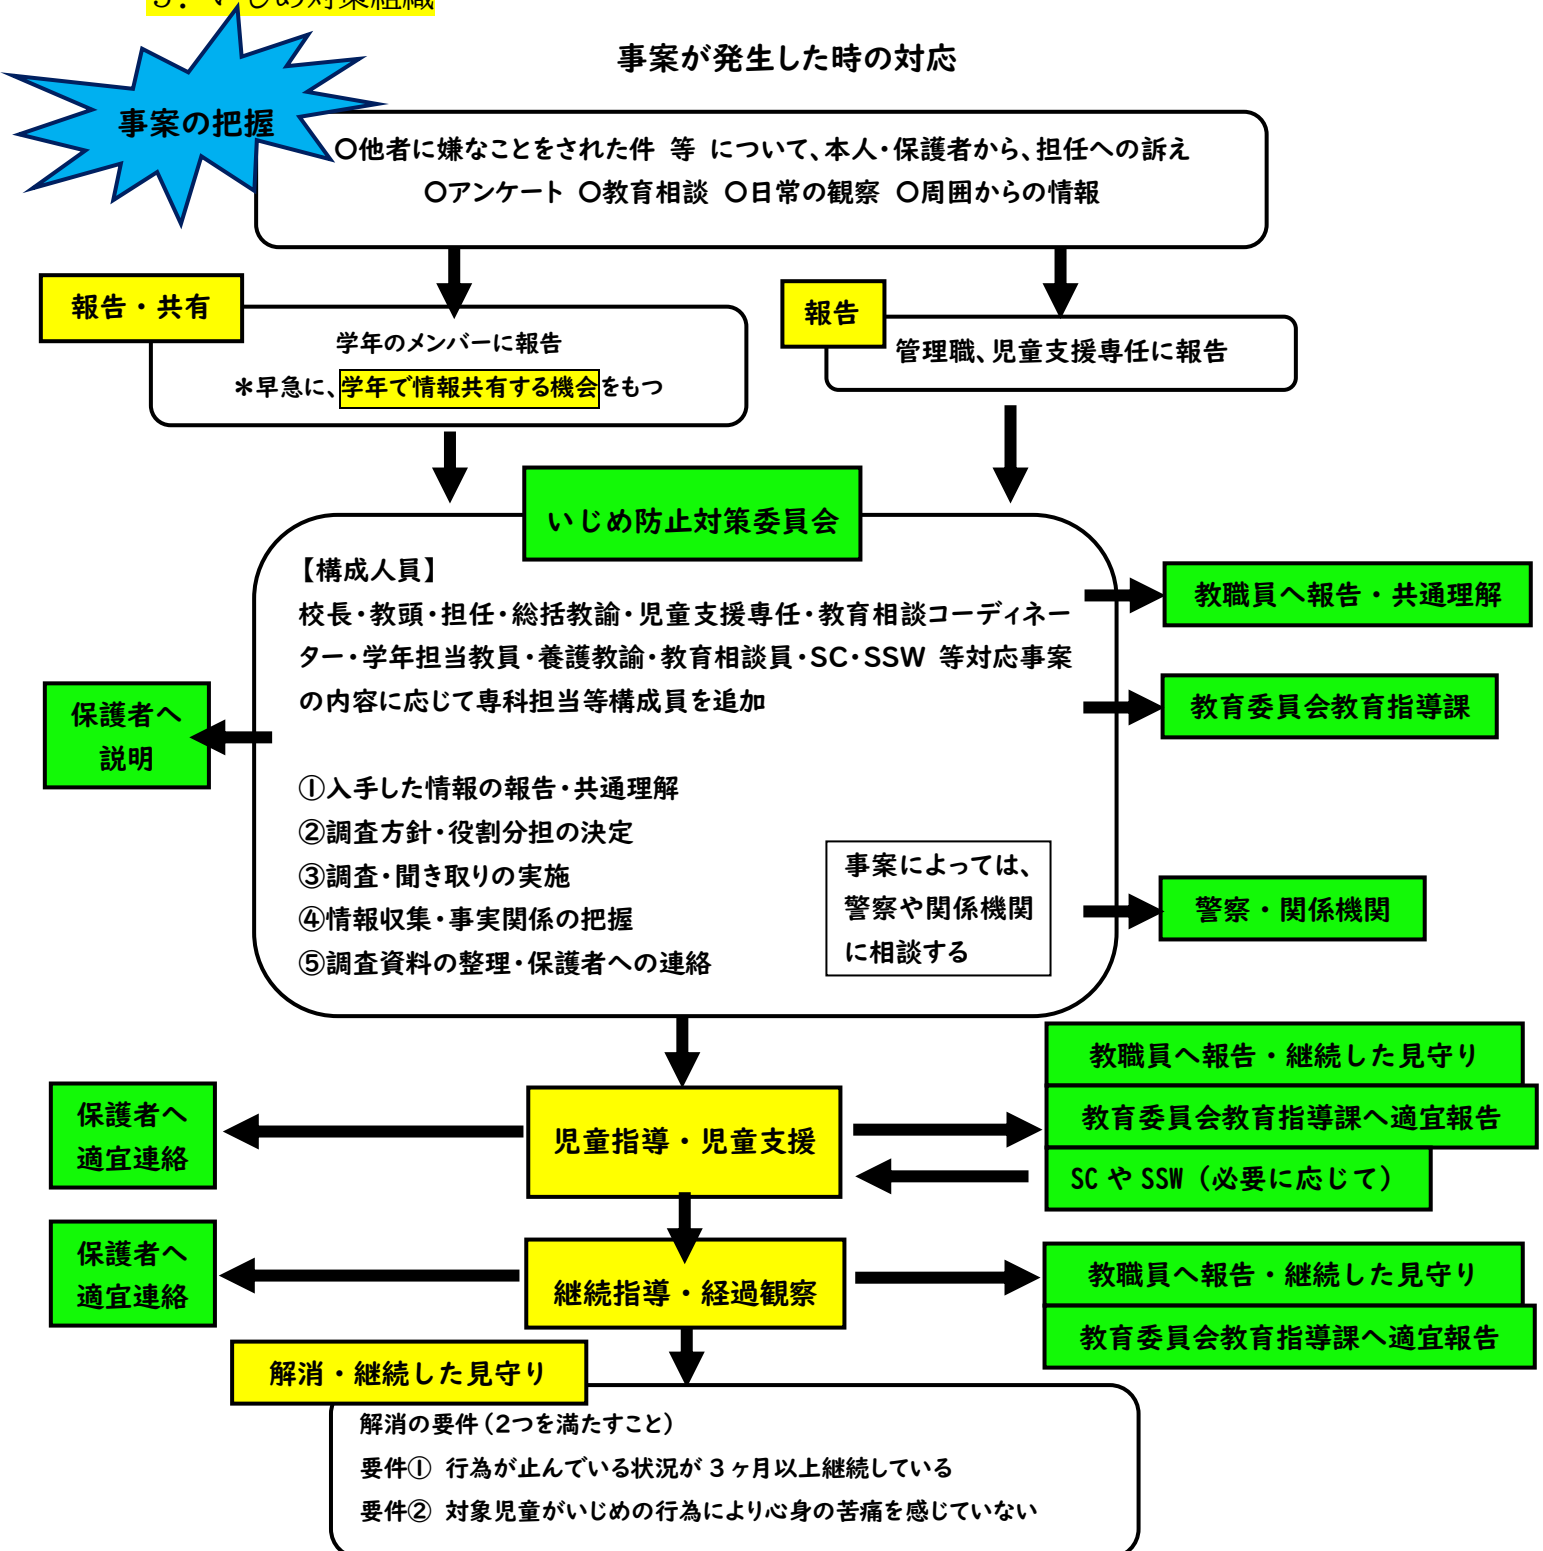 いじめ対策組織
事案が発生した時の対応
事案の把握
〇他者に嫌なことをされた件 等 について、本人・保護者から、担任への訴え
〇アンケート 〇教育相談 〇日常の観察 〇周囲からの情報
報告・共有
学年のメンバーに報告
＊早急に、学年で情報共有する機会をもつ
報告
管理職、児童支援専任に報告
いじめ防止対策委員会
【構成人員】
校長・教頭・担任・総括教諭・児童支援専任・教育相談コーディネー
ター・学年担当教員・養護教諭・教育相談員・SC・SSW 等対応事案
の内容に応じて専科担当等構成員を追加
①入手した情報の報告・共通理解
②調査方針・役割分担の決定
③調査・聞き取りの実施
④情報収集・事実関係の把握
⑤調査資料の整理・保護者への連絡
事案によっては、
警察や関係機関
に相談する
保護者へ
説明
教職員へ報告・共通理解
教育委員会教育指導課
警察・関係機関
児童指導・児童支援
保護者へ
適宜連絡
教職員へ報告・継続した見守り
教育委員会教育指導課へ適宜報告
SC や SSW（必要に応じて）
継続指導・経過観察
保護者へ
適宜連絡
教職員へ報告・継続した見守り
教育委員会教育指導課へ適宜報告
解消・継続した見守り
解消の要件（2つを満たすこと）
要件① 行為が止んでいる状況が 3 ヶ月以上継続している
要件② 対象児童がいじめの行為により心身の苦痛を感じていない